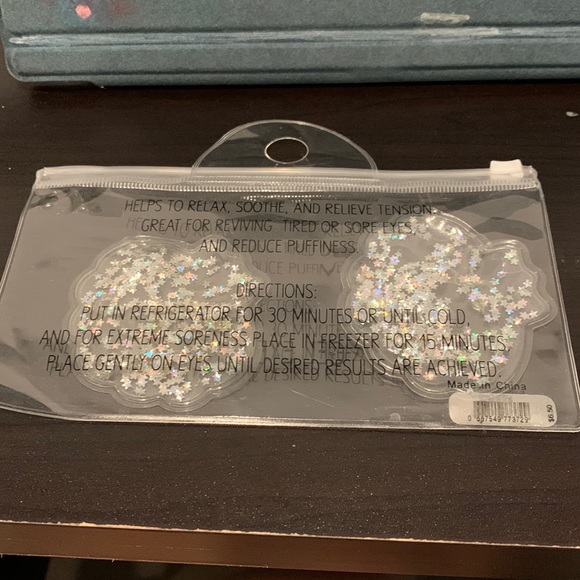 HELPS TO RELAX, SOOTHE, AND RELIEVE TENSION.
GREAT FOR REVIVING TIRED OR SORE EYES,
AND REDUCE PUFFINESS.
DIRECTIONS:
PUT IN REFRIGERATOR FOR 30 MINUTES OR UNTIL COLD,
AND FOR EXTREME SORENESS PLACE IN FREEZER FOR 15 MINUTES,
PLACE GENTLY ON EYES UNTIL DESIRED RESULTS ARE ACHIEVED.
Made in China
$6.50